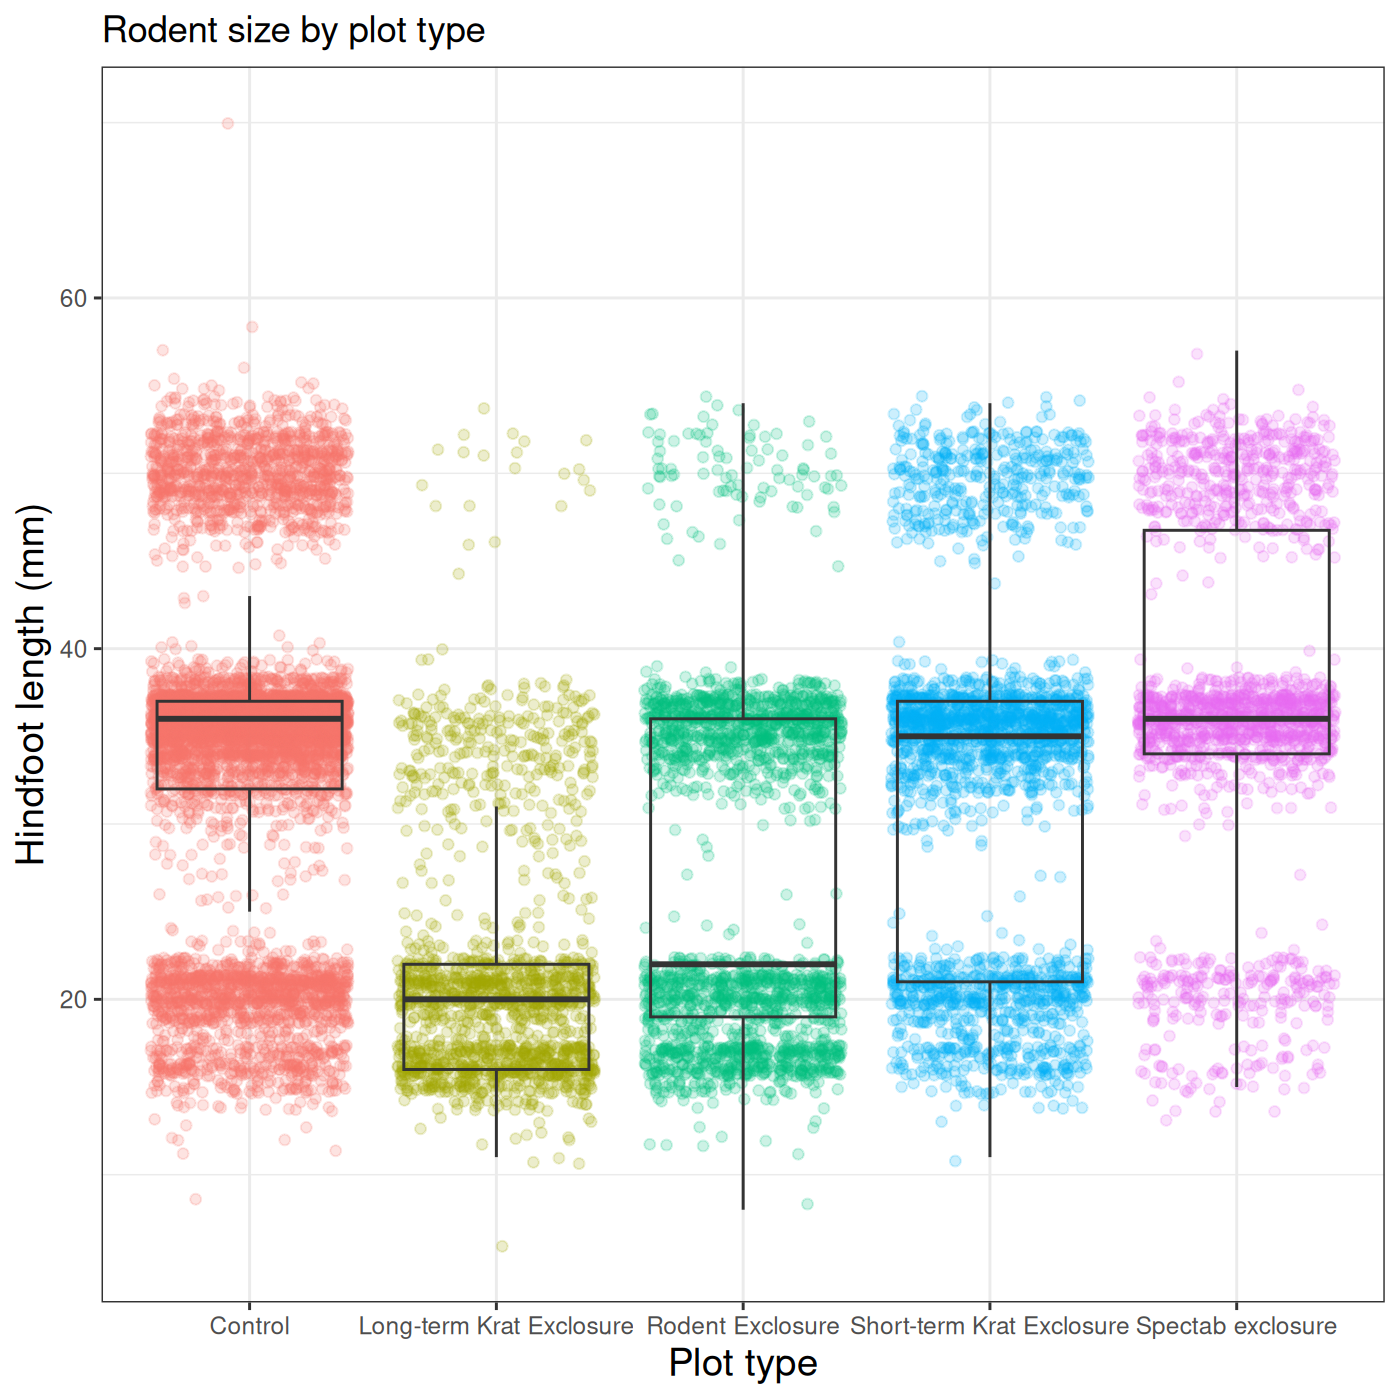 Rodent size by plot type
Hindfoot length (mm)
60
40
20
Control
Long-term Krat Exclosure
Rodent Exclosure
Short-term Krat Exclosure
Spectab exclosure
Plot type